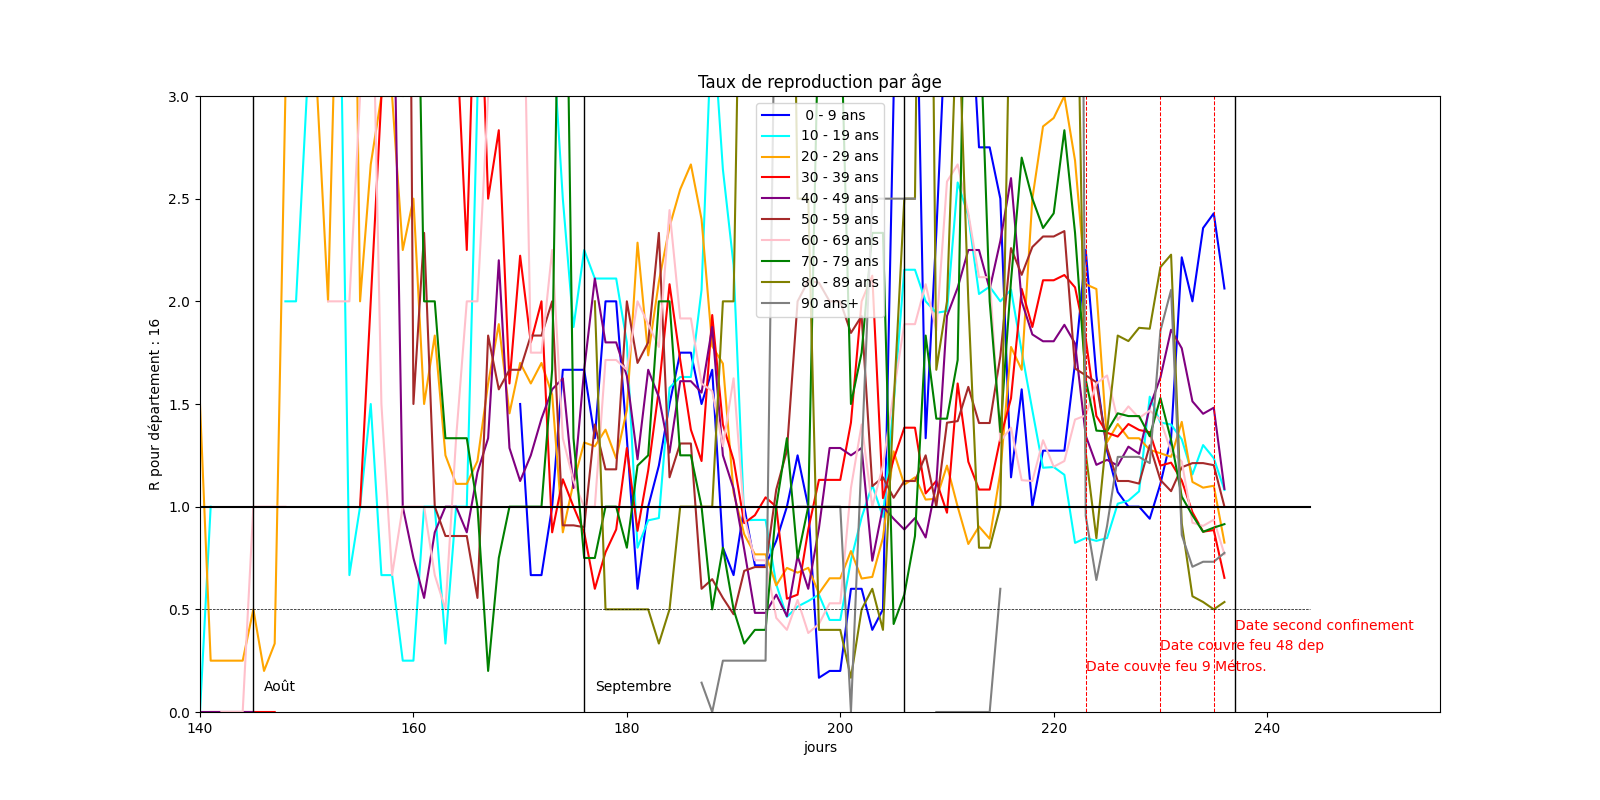 Taux de reproduction par âge
R pour département : 16
3.0
2.5
2.0
1.5
1.0
0.5
0.0
0 - 9 ans
10 - 19 ans
20 - 29 ans
30 - 39 ans
40 - 49 ans
50 - 59 ans
60 - 69 ans
70 - 79 ans
80 - 89 ans
90 ans+
Date second confinement
Date couvre feu 48 dep
Date couvre feu 9 Métros.
Août
Septembre
140
160
180
200
220
240
jours